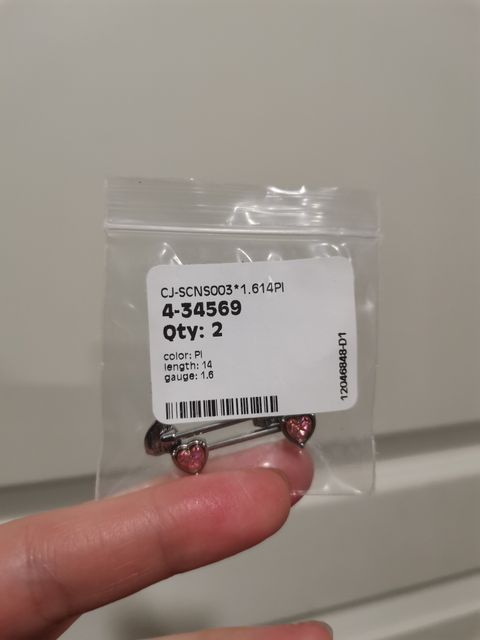 CJ-SCNS003*1.614PI
4-34569
Qty: 2
color: PI
length: 14
gauge: 1.6
12046848-D1